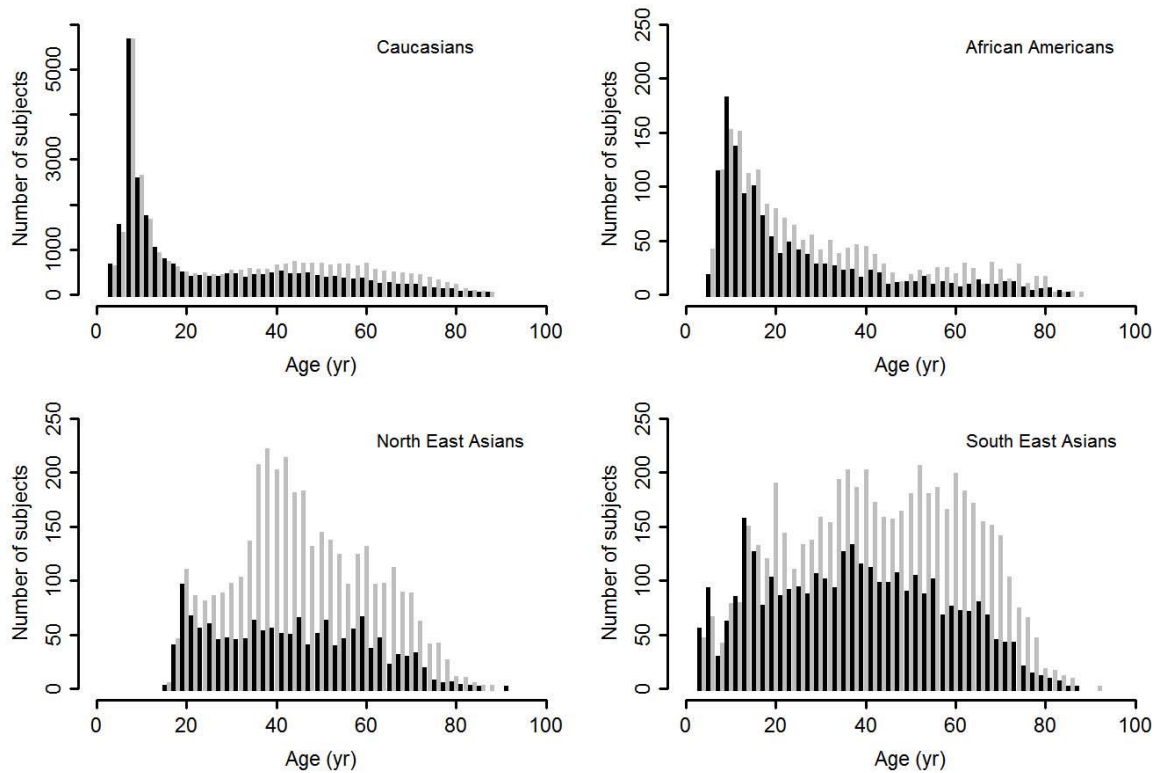 Caucasians
Number of subjects
0 1000 3000 5000
0 20 40 60 80 100
Age (yr)
African Americans
Number of subjects
0 50 100 150 200 250
0 20 40 60 80 100
Age (yr)
North East Asians
Number of subjects
0 50 100 150 200 250
0 20 40 60 80 100
Age (yr)
South East Asians
Number of subjects
0 50 100 150 200 250
0 20 40 60 80 100
Age (yr)